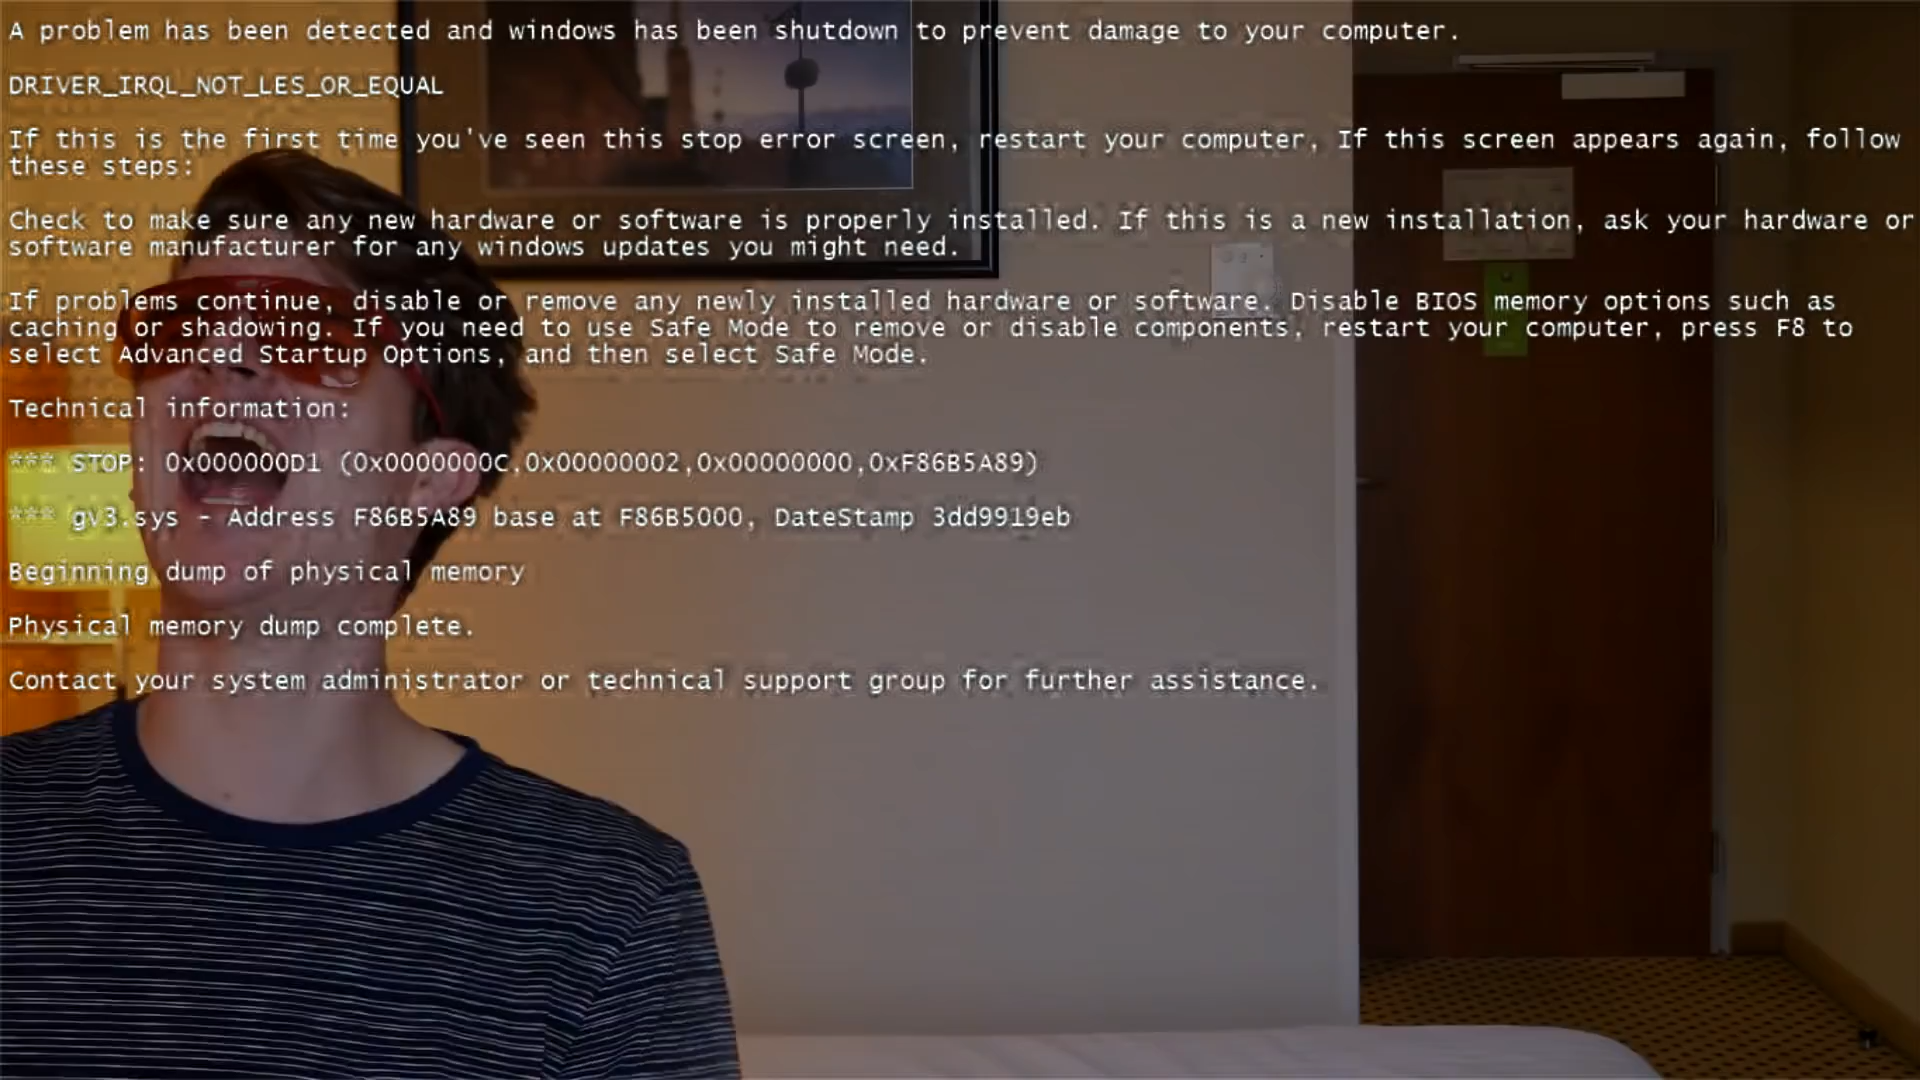 A problem has been detected and windows has been shutdown to prevent damage to your computer.
DRIVER_IRQL_NOT_LES_OR_EQUAL
If this is the first time you've seen this stop error screen, restart your computer, If this screen appears again, follow
these steps:
Check to make sure any new hardware or software is properly installed. If this is a new installation, ask your hardware or
software manufacturer for any windows updates you might need.
If problems continue, disable or remove any newly installed hardware or software. Disable BIOS memory options such as
caching or shadowing. If you need to use Safe Mode to remove or disable components, restart your computer, press F8 to
select Advanced Startup Options, and then select Safe Mode.
Technical information:
*** STOP: 0x000000D1 (0x0000000C,0x00000002,0x00000000,0xF86B5A89)
*** gv3.sys - Address F86B5A89 base at F86B5000, DateStamp 3dd9919eb
Beginning dump of physical memory
Physical memory dump complete.
Contact your system administrator or technical support group for further assistance.